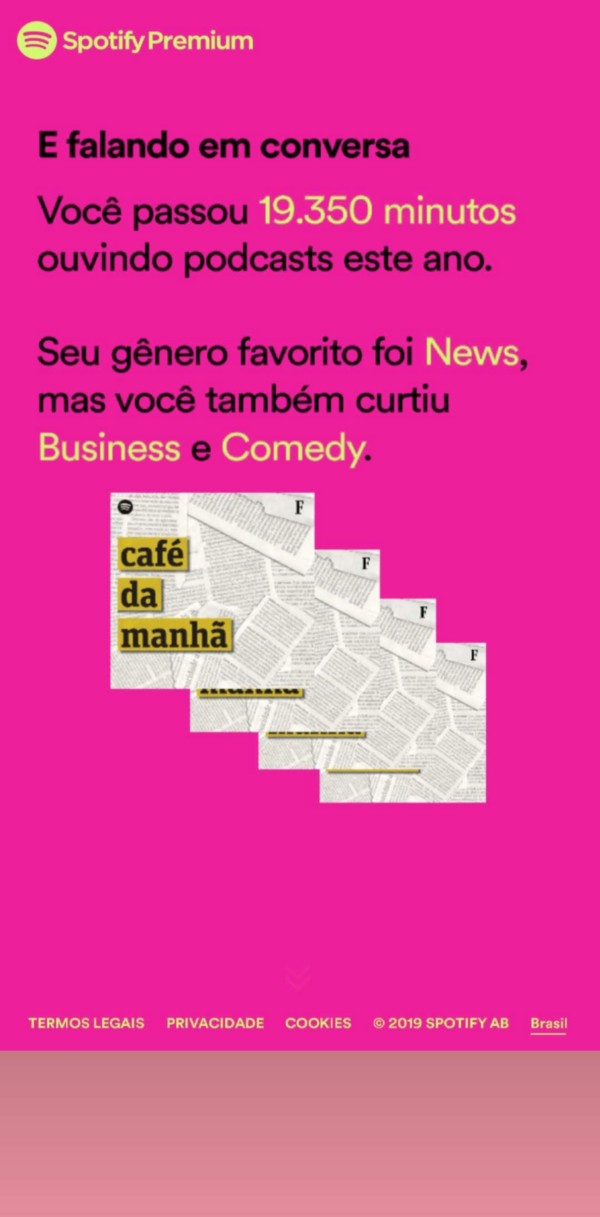 Spotify Premium
E falando em conversa
Você passou 19.350 minutos
ouvindo podcasts este ano.
Seu gênero favorito foi News,
mas você também curtiu
Business e Comedy.
F
café
da
manhã
F
F
F
TERMOS LEGAIS PRIVACIDADE COOKIES © 2019 SPOTIFY AB Brasil